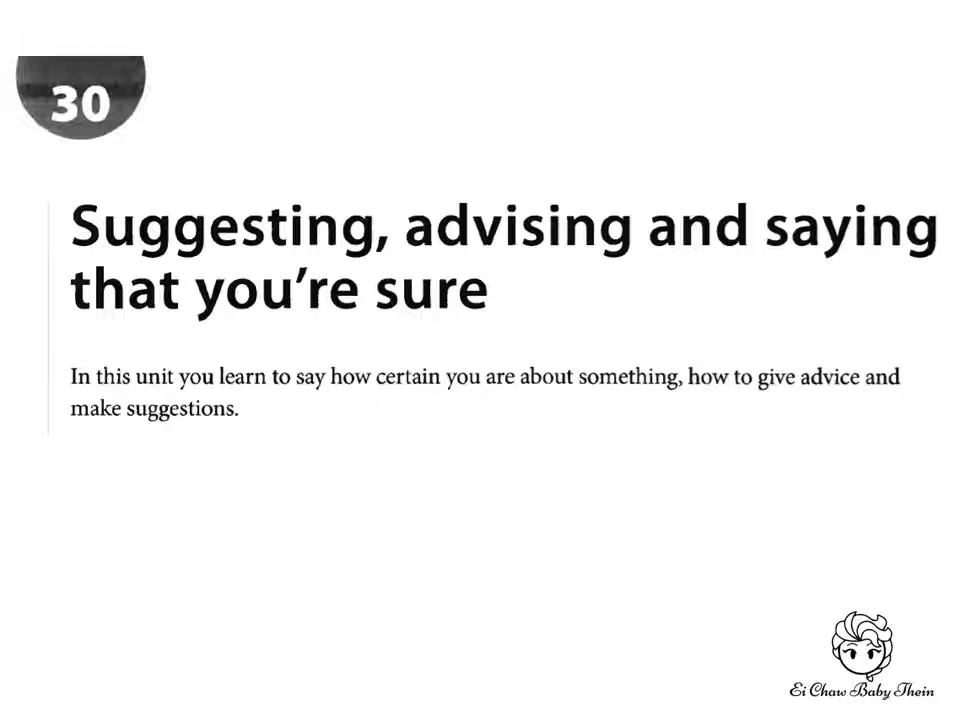 30
Suggesting, advising and saying
that you're sure
In this unit you learn to say how certain you are about something, how to give advice and
make suggestions.
Ei Chaw Baby Thein